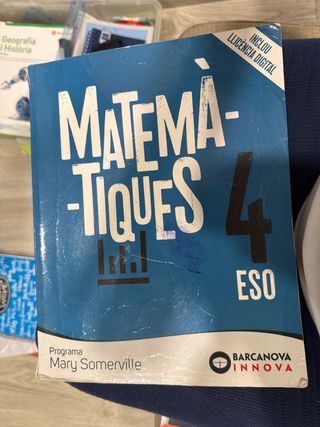 Geografia
i Història
INCLOU
LLICÈNCIA DIGITAL
MATEMÀ-
-TIQUES
4
ESO
Programa
Mary Somerville
BARCANOVA
INNOVA